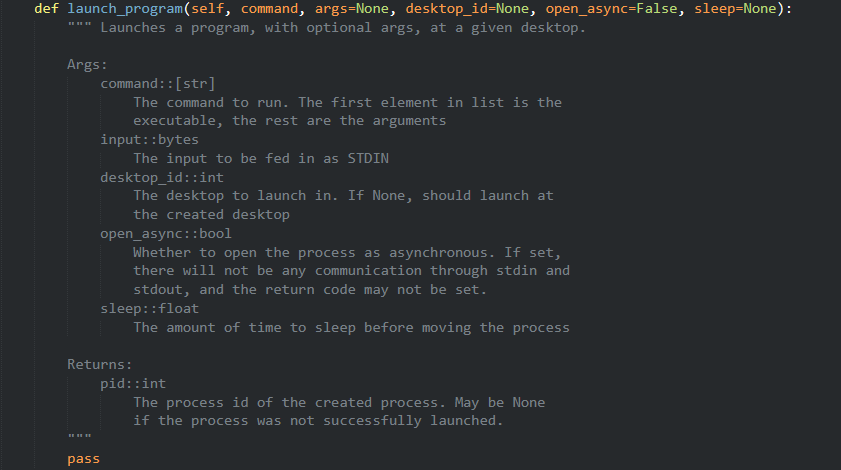 def launch_program(self, command, args=None, desktop_id=None, open_async=False, sleep=None):
""" Launches a program, with optional args, at a given desktop.
Args:
command::[str]
The command to run. The first element in list is the
executable, the rest are the arguments
input::bytes
The input to be fed in as STDIN
desktop_id::int
The desktop to launch in. If None, should launch at
the created desktop
open_async::bool
Whether to open the process as asynchronous. If set,
there will not be any communication through stdin and
stdout, and the return code may not be set.
sleep::float
The amount of time to sleep before moving the process
Returns:
pid::int
The process id of the created process. May be None
if the process was not successfully launched.
"""
pass